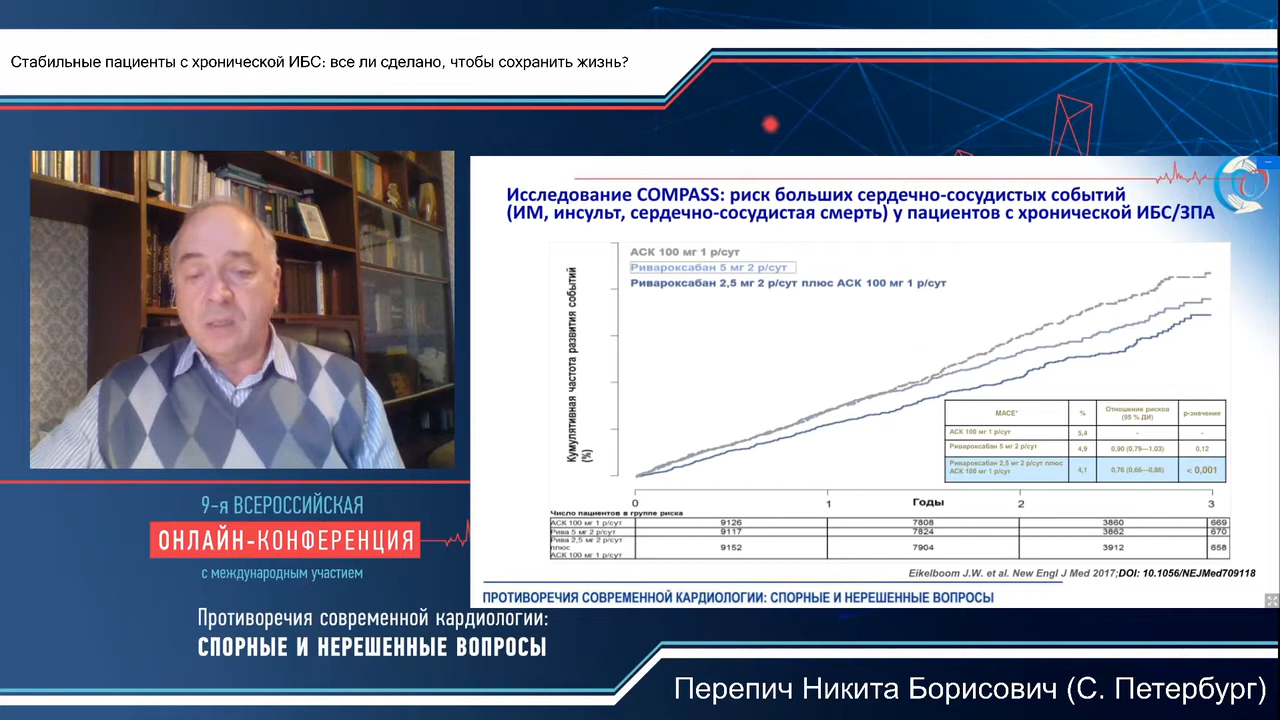 Стабильные пациенты с хронической ИБС: все ли сделано, чтобы сохранить жизнь?
Исследование COMPASS: риск больших сердечно-сосудистых событий
(ИМ, инсульт, сердечно-сосудистая смерть) у пациентов с хронической ИБС/ЗПА
АСК 100 мг 1 р/сут
Ривароксабан 5 мг 2 р/сут
Ривароксабан 2,5 мг 2 р/сут плюс АСК 100 мг 1 р/сут
Кумулятивная частота развития событий
(%)
MACE* % Отношение рисков
(95 % ДИ) р-значение
АСК 100 мг 1 р/сут 5,4 - -
Ривароксабан 5 мг 2 р/сут 4,9 0,90 (0,79—1,03) 0,12
Ривароксабан 2,5 мг 2 р/сут плюс
АСК 100 мг 1 р/сут 4,1 0,76 (0,66—0,86) < 0,001
0 1 Годы 2 3
Число пациентов в группе риска
АСК 100 мг 1 р/сут 9126 7808 3860 669
Рива 5 мг 2 р/сут 9117 7824 3862 670
Рива 2,5 мг 2 р/сут
плюс 9152 7904 3912 658
АСК 100 мг 1 р/сут
Eikelboom J.W. et al. New Engl J Med 2017;DOI: 10.1056/NEJMed709118
ПРОТИВОРЕЧИЯ СОВРЕМЕННОЙ КАРДИОЛОГИИ: СПОРНЫЕ И НЕРЕШЕННЫЕ ВОПРОСЫ
9-я ВСЕРОССИЙСКАЯ
ОНЛАЙН-КОНФЕРЕНЦИЯ
с международным участием
Противоречия современной кардиологии:
СПОРНЫЕ И НЕРЕШЕННЫЕ ВОПРОСЫ
Перепич Никита Борисович (С. Петербург)